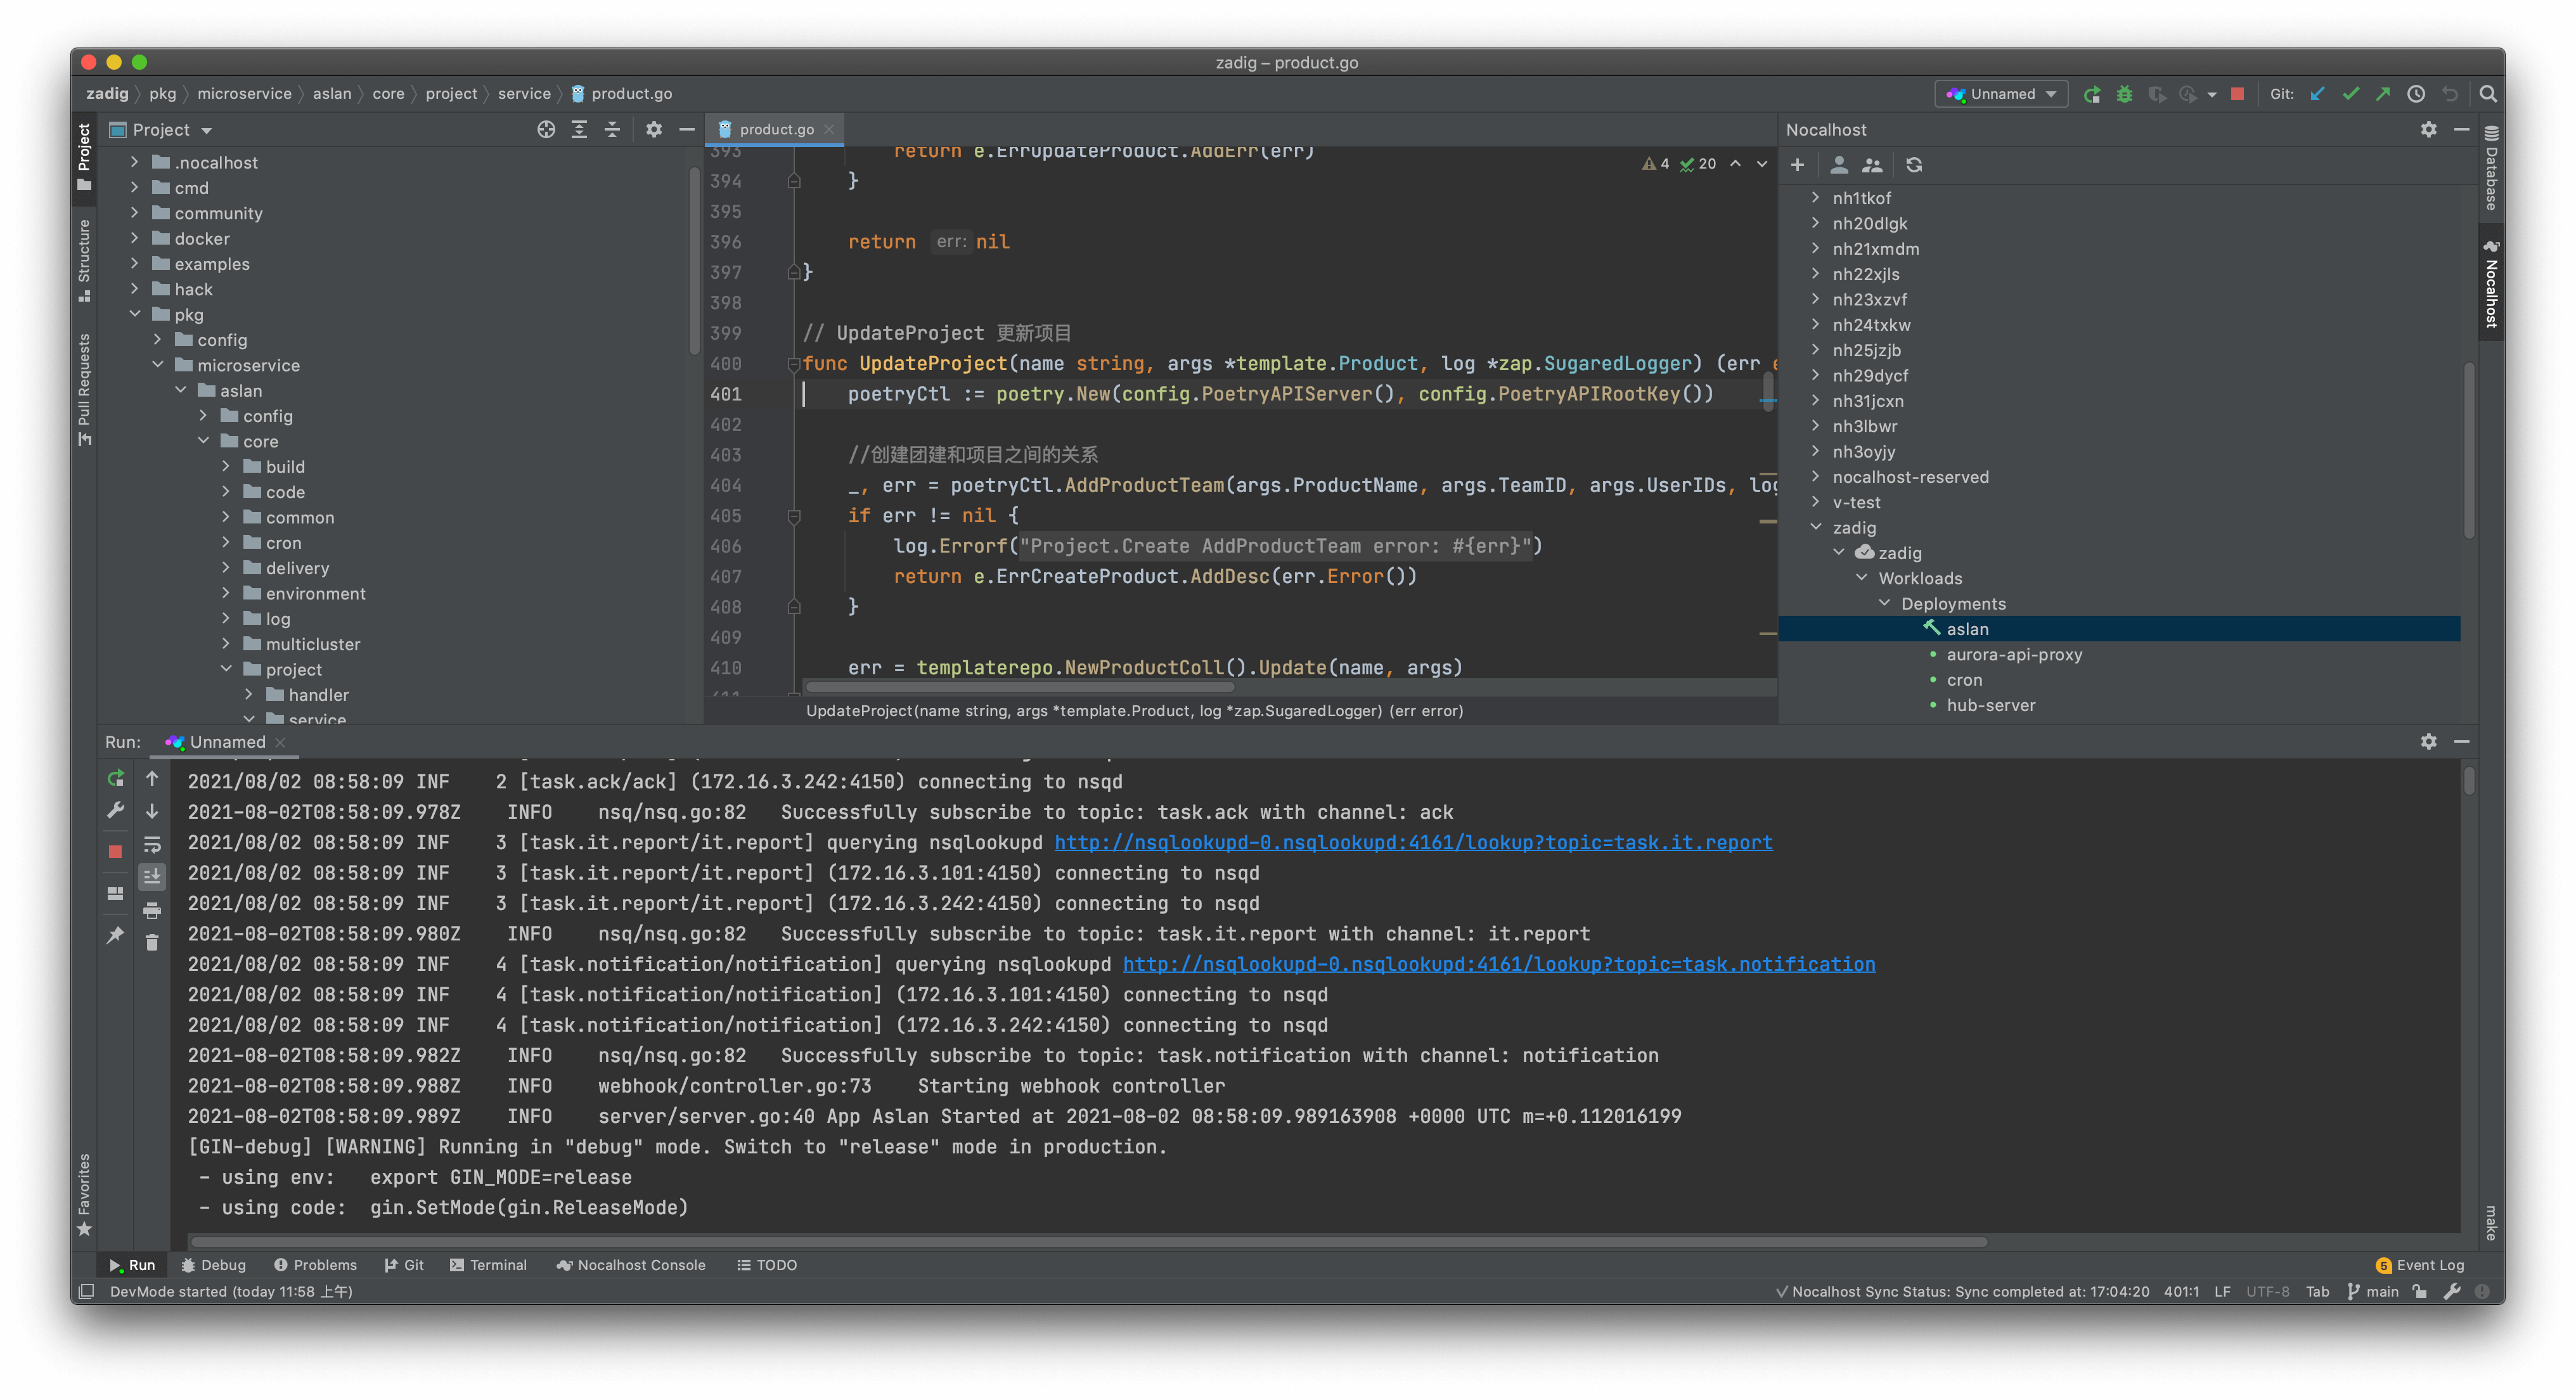 zadig – product.go
zadig pkg microservice aslan core project service product.go
Unnamed
Git:
Project
Structure
Pull Requests
Favorites
Project
.nocalhost
cmd
community
docker
examples
hack
pkg
config
microservice
aslan
config
core
build
code
common
cron
delivery
environment
log
multicluster
project
handler
service
product.go
4 20
393 return e.ErrUpdateProduct.AddErr(err)
394 }
395
396 return err: nil
397 }
398
399 // UpdateProject 更新项目
400 func UpdateProject(name string, args *template.Product, log *zap.SugaredLogger) (err e
401 poetryCtl := poetry.New(config.PoetryAPIServer(), config.PoetryAPIRootKey())
402
403 //创建团建和项目之间的关系
404 _, err = poetryCtl.AddProductTeam(args.ProductName, args.TeamID, args.UserIDs, log
405 if err != nil {
406 log.Errorf("Project.Create AddProductTeam error: #{err}")
407 return e.ErrCreateProduct.AddDesc(err.Error())
408 }
409
410 err = templaterepo.NewProductColl().Update(name, args)
411
UpdateProject(name string, args *template.Product, log *zap.SugaredLogger) (err error)
Nocalhost
nh1tkof
nh20dlgk
nh21xmdm
nh22xjls
nh23xzvf
nh24txkw
nh25jzjb
nh29dycf
nh31jcxn
nh3lbwr
nh3oyjy
nocalhost-reserved
v-test
zadig
zadig
Workloads
Deployments
aslan
aurora-api-proxy
cron
hub-server
Database
Nocalhost
make
Run: Unnamed
2021/08/02 08:58:09 INF 2 [task.ack/ack] (172.16.3.242:4150) connecting to nsqd
2021-08-02T08:58:09.978Z INFO nsq/nsq.go:82 Successfully subscribe to topic: task.ack with channel: ack
2021/08/02 08:58:09 INF 3 [task.it.report/it.report] querying nsqlookupd http://nsqlookupd-0.nsqlookupd:4161/lookup?topic=task.it.report
2021/08/02 08:58:09 INF 3 [task.it.report/it.report] (172.16.3.101:4150) connecting to nsqd
2021/08/02 08:58:09 INF 3 [task.it.report/it.report] (172.16.3.242:4150) connecting to nsqd
2021-08-02T08:58:09.980Z INFO nsq/nsq.go:82 Successfully subscribe to topic: task.it.report with channel: it.report
2021/08/02 08:58:09 INF 4 [task.notification/notification] querying nsqlookupd http://nsqlookupd-0.nsqlookupd:4161/lookup?topic=task.notification
2021/08/02 08:58:09 INF 4 [task.notification/notification] (172.16.3.101:4150) connecting to nsqd
2021/08/02 08:58:09 INF 4 [task.notification/notification] (172.16.3.242:4150) connecting to nsqd
2021-08-02T08:58:09.982Z INFO nsq/nsq.go:82 Successfully subscribe to topic: task.notification with channel: notification
2021-08-02T08:58:09.988Z INFO webhook/controller.go:73 Starting webhook controller
2021-08-02T08:58:09.989Z INFO server/server.go:40 App Aslan Started at 2021-08-02 08:58:09.989163908 +0000 UTC m=+0.112016199
[GIN-debug] [WARNING] Running in "debug" mode. Switch to "release" mode in production.
- using env: export GIN_MODE=release
- using code: gin.SetMode(gin.ReleaseMode)
Run Debug Problems Git Terminal Nocalhost Console TODO
5 Event Log
DevMode started (today 11:58 上午)
Nocalhost Sync Status: Sync completed at: 17:04:20 401:1 LF UTF-8 Tab main